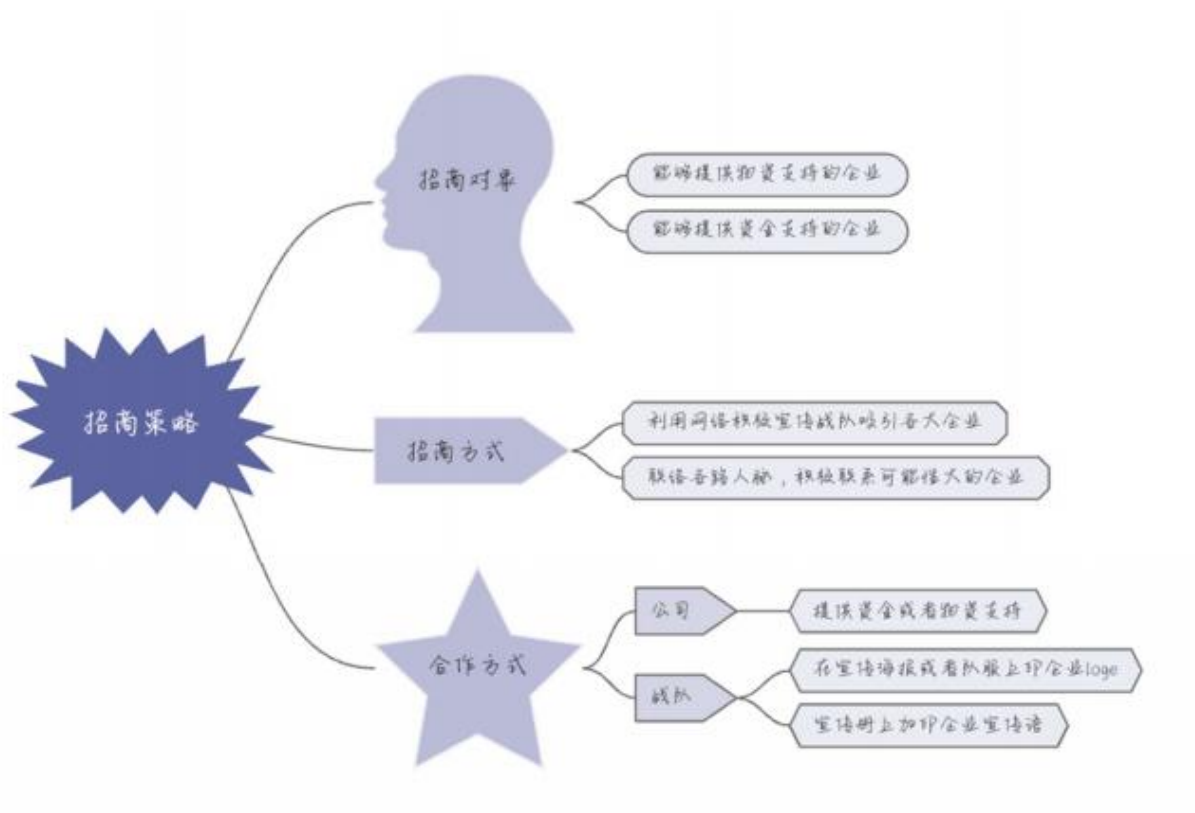 招商策略
招商对象
能够提供物资支持的企业
能够提供资金支持的企业
招商方式
利用网络积极宣传战队吸引各大企业
联络各路人脉，积极联系可能性大的企业
合作方式
公司
提供资金或者物资支持
战队
在宣传海报或者队服上印企业loge
宣传册上加印企业宣传语